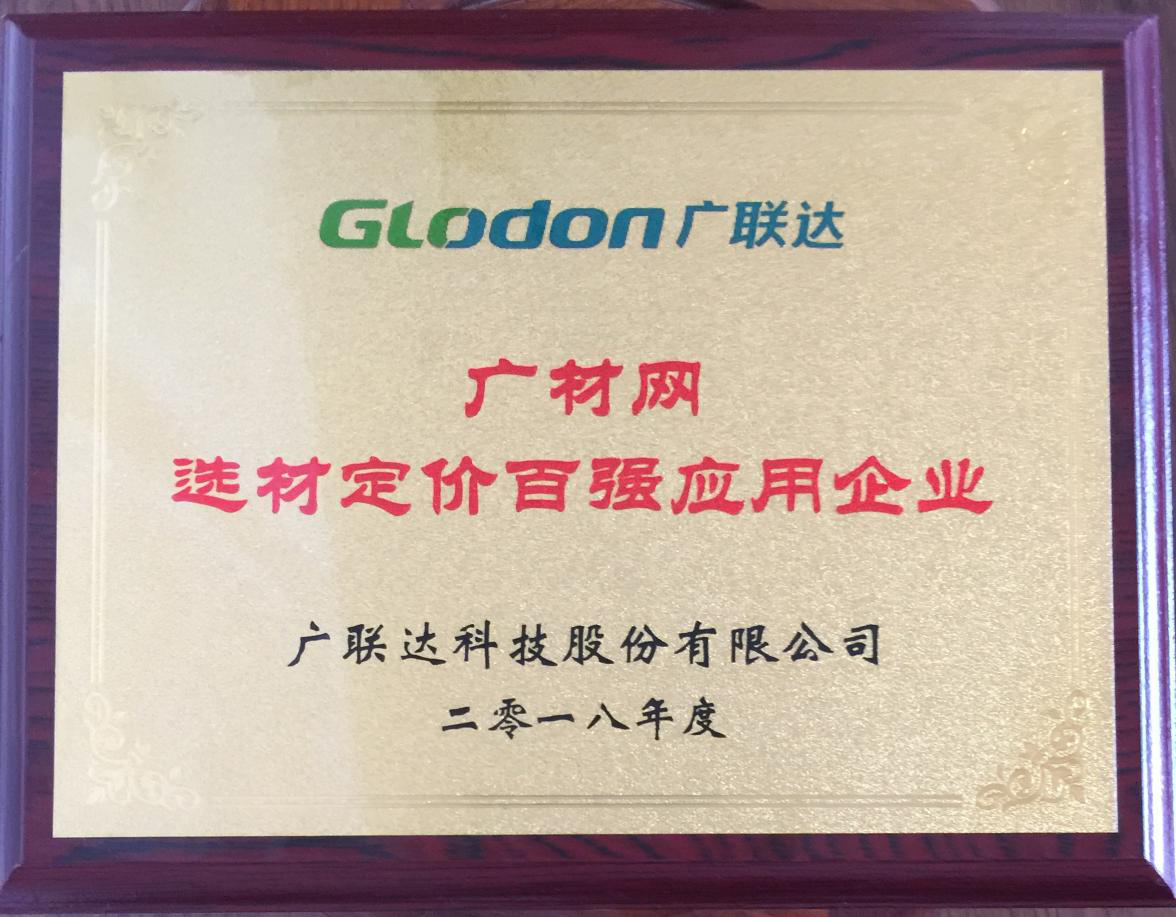 GLodon广联达
广材网
选材定价百强应用企业
广联达科技股份有限公司
二零一八年度